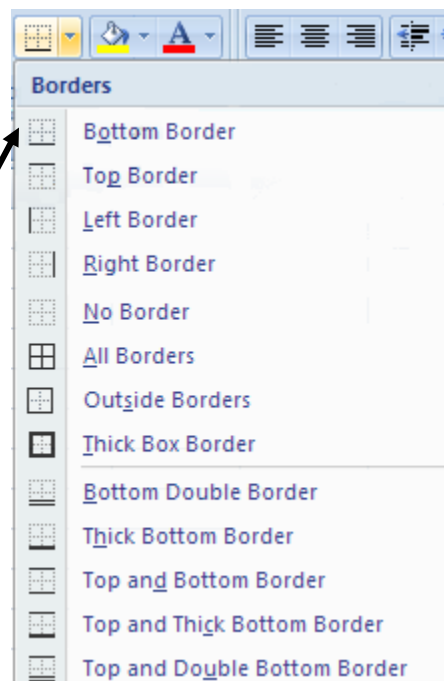 A
Borders
Bottom Border
Top Border
Left Border
Right Border
No Border
All Borders
Outside Borders
Thick Box Border
Bottom Double Border
Thick Bottom Border
Top and Bottom Border
Top and Thick Bottom Border
Top and Double Bottom Border